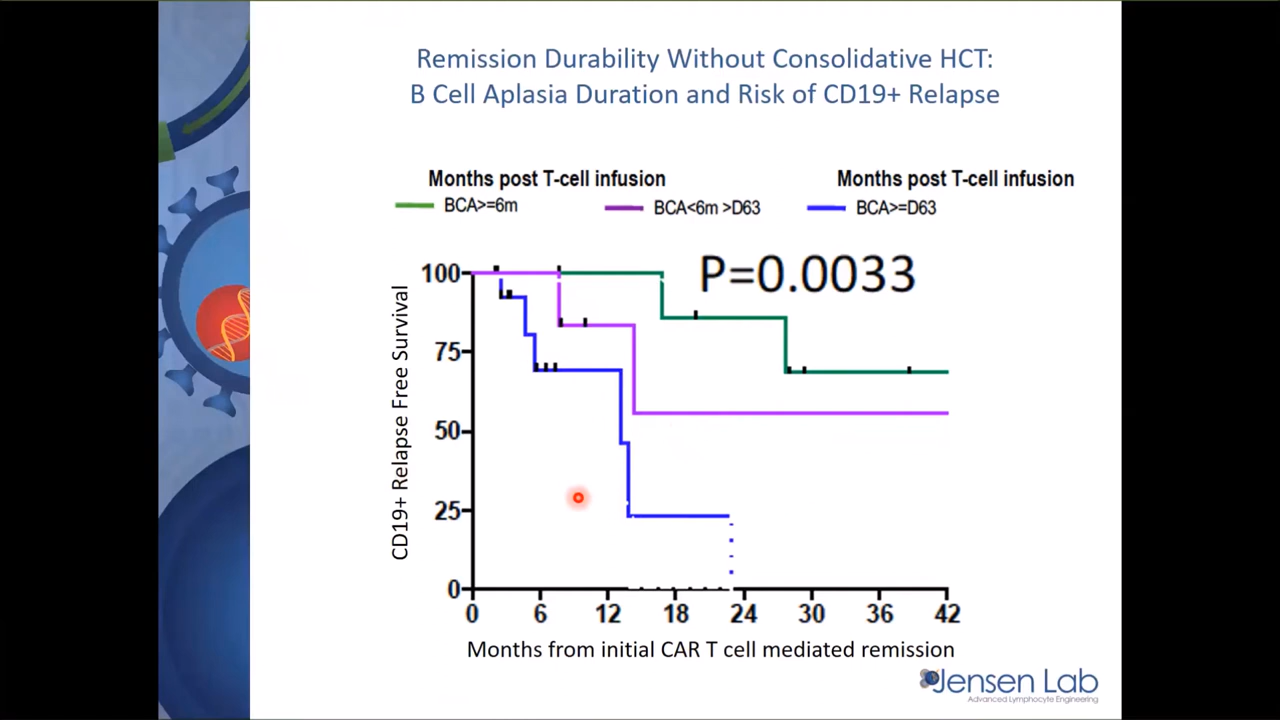 Remission Durability Without Consolidative HCT:
B Cell Aplasia Duration and Risk of CD19+ Relapse
Months post T-cell infusion
BCA>=6m
BCA<6m >D63
Months post T-cell infusion
BCA>=D63
P=0.0033
CD19+ Relapse Free Survival
100
75
50
25
0
0 6 12 18 24 30 36 42
Months from initial CAR T cell mediated remission
Jensen Lab
Advanced Lymphocyte Engineering